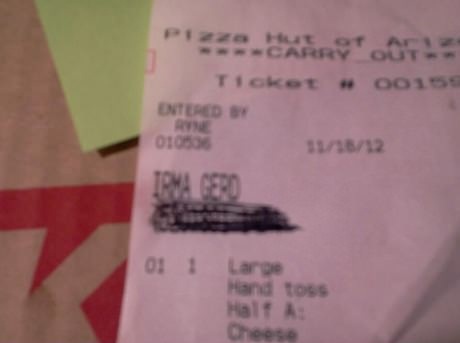 Pizza Hut of Ariz
****CARRY OUT**
Ticket # 00159
ENTERED BY
RYNE
010536 11/18/12
IRMA GERD
01 1 Large
Hand toss
Half A:
Cheese